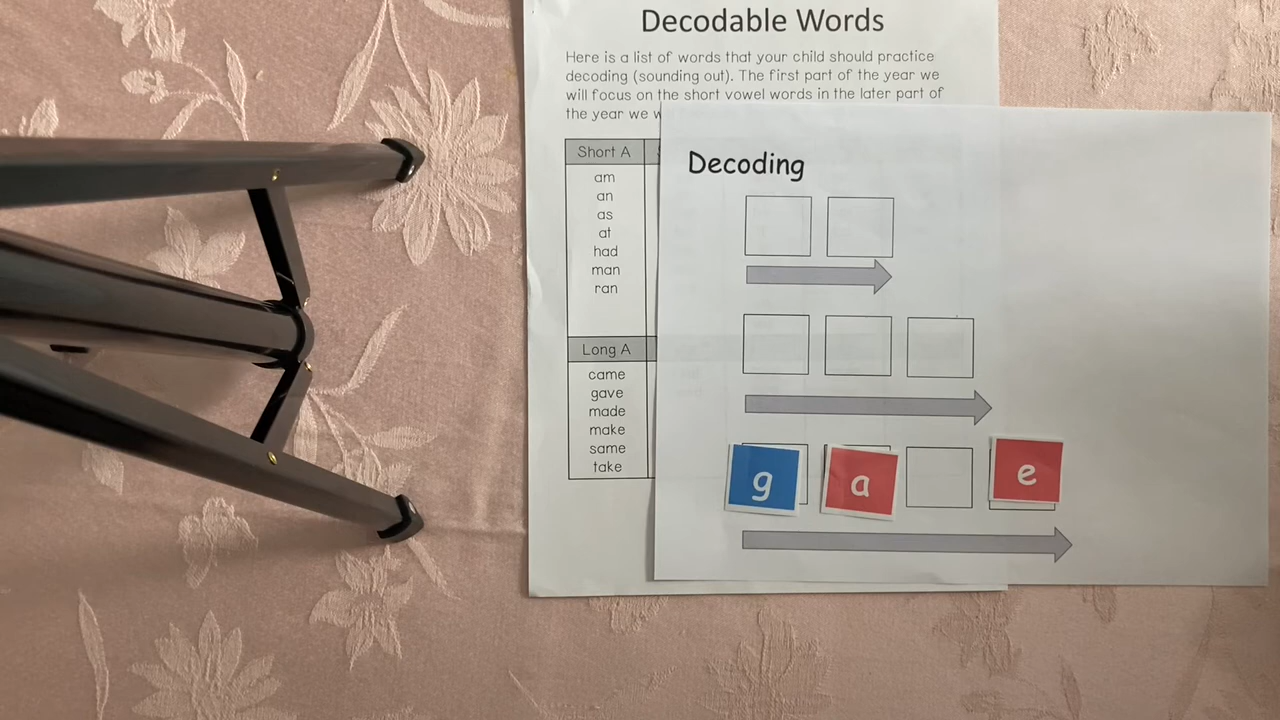 Decodable Words
Here is a list of words that your child should practice
decoding (sounding out). The first part of the year we
will focus on the short vowel words in the later part of
the year we
Short A
am
an
as
at
had
man
ran
Long A
came
gave
made
make
same
take
Decoding
g a e